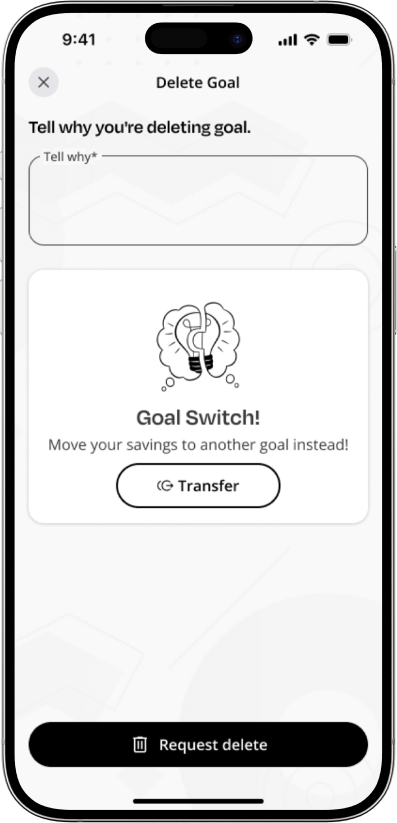 9:41
Delete Goal
Tell why you're deleting goal.
Tell why*
Goal Switch!
Move your savings to another goal instead!
Transfer
Request delete